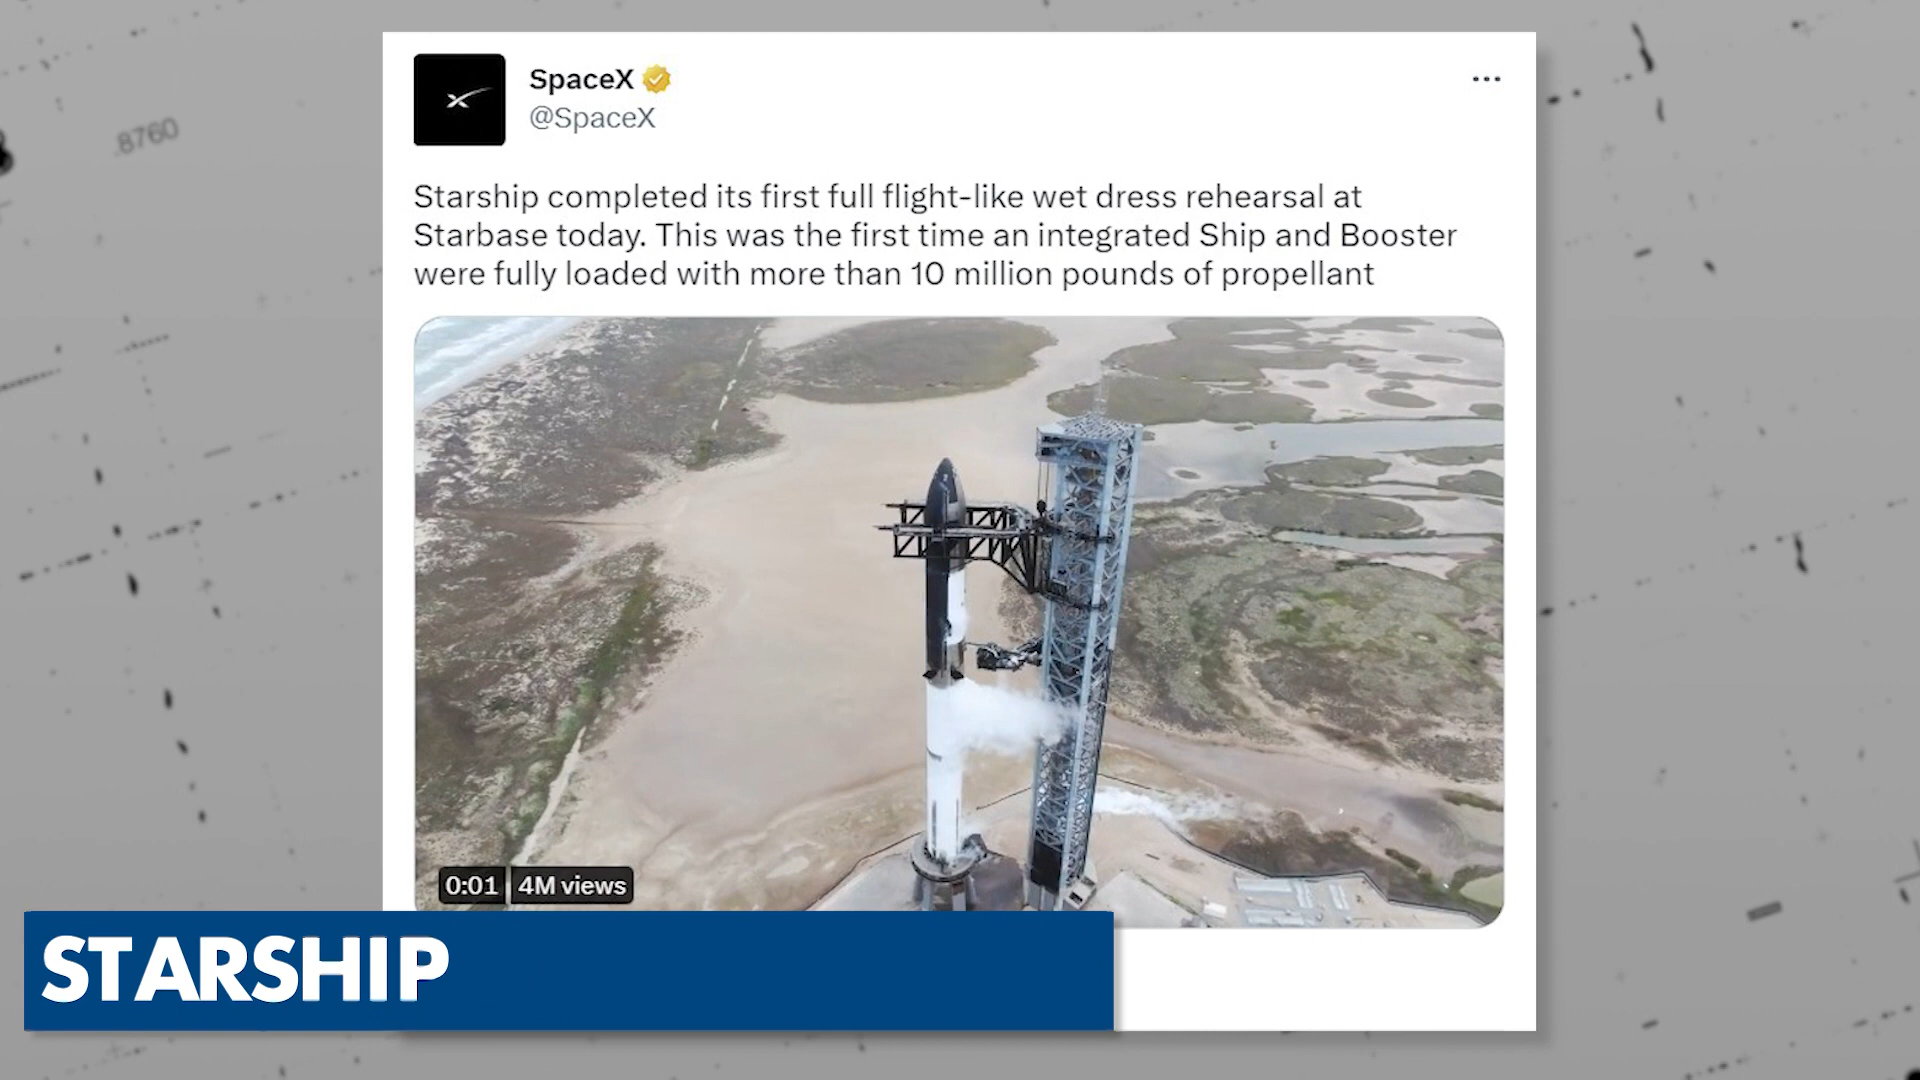 .8760
SpaceX
@SpaceX
Starship completed its first full flight-like wet dress rehearsal at
Starbase today. This was the first time an integrated Ship and Booster
were fully loaded with more than 10 million pounds of propellant
0:01 4M views
STARSHIP